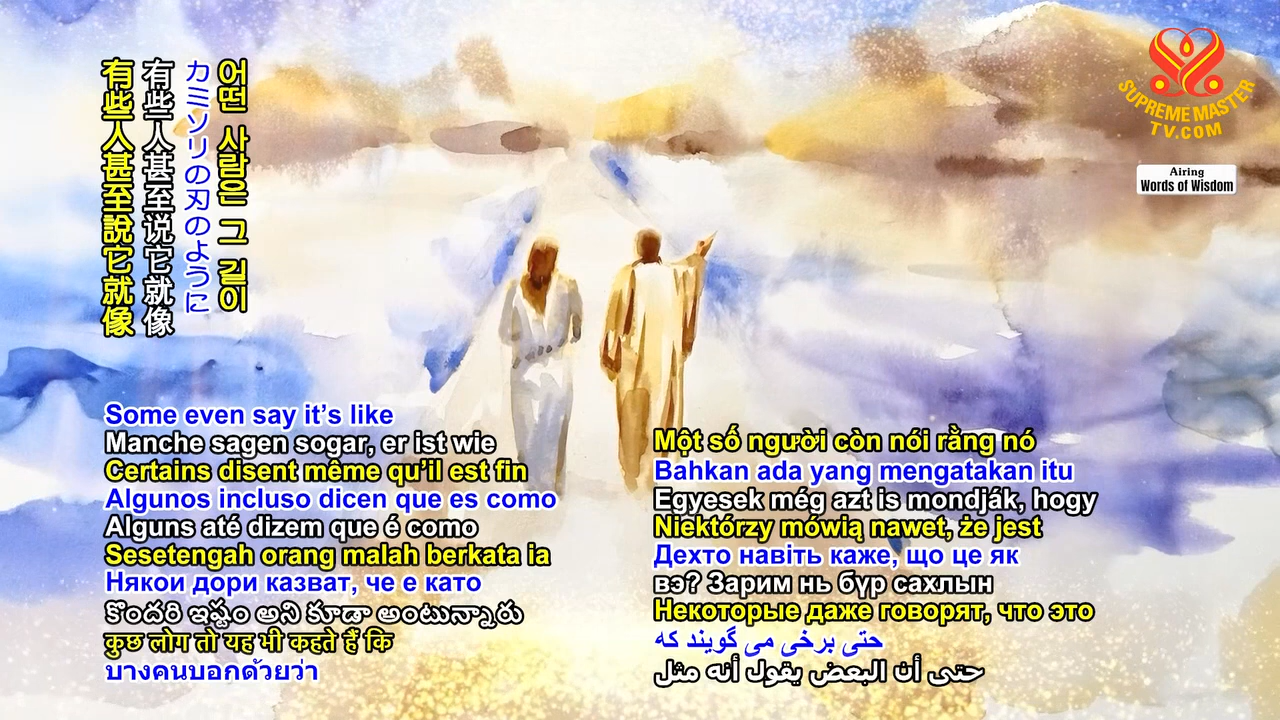 有些人甚至說它就像
有些人甚至说它就像
カミソリの刃のように
어떤 사람은 그 길이
SUPREME MASTER
TV.COM
Airing
Words of Wisdom
Some even say it’s like
Manche sagen sogar, er ist wie
Certains disent même qu’il est fin
Algunos incluso dicen que es como
Alguns até dizem que é como
Sesetengah orang malah berkata ia
Някои дори казват, че е като
కొందరి ఇష్టం అని కూడా అంటున్నారు
कुछ लोग तो यह भी कहते हैं कि
บางคนบอกด้วยว่า
Một số người còn nói rằng nó
Bahkan ada yang mengatakan itu
Egyesek még azt is mondják, hogy
Niektórzy mówią nawet, że jest
Дехто навіть каже, що це як
вэ? Зарим нь бүр сахлын
Некоторые даже говорят, что это
حتی برخی می گویند که
حتى أن البعض يقول أنه مثل